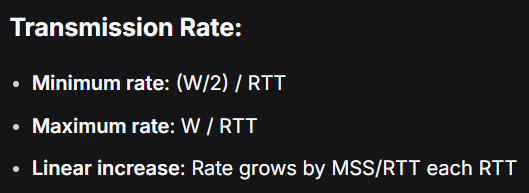 Transmission Rate:
• Minimum rate: (W/2) / RTT
• Maximum rate: W / RTT
• Linear increase: Rate grows by MSS/RTT each RTT